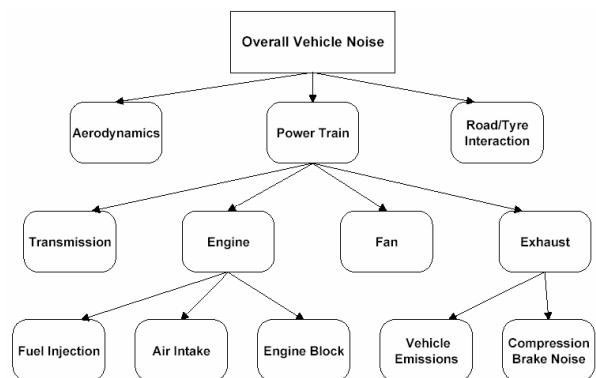 Overall Vehicle Noise
Aerodynamics
Power Train
Road/Tyre
Interaction
Transmission
Engine
Fan
Exhaust
Fuel Injection
Air Intake
Engine Block
Vehicle
Emissions
Compression
Brake Noise